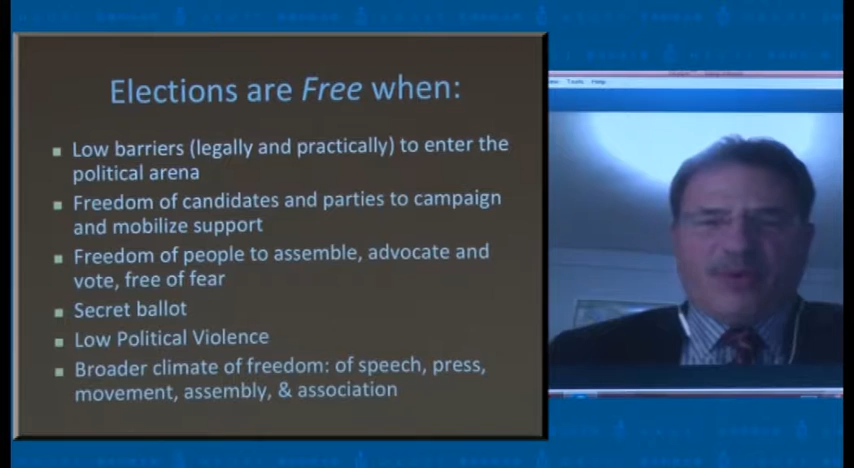 Elections are Free when:
Low barriers (legally and practically) to enter the
political arena
Freedom of candidates and parties to campaign
and mobilize support
Freedom of people to assemble, advocate and
vote, free of fear
Secret ballot
Low Political Violence
Broader climate of freedom: of speech, press,
movement, assembly, & association
Tools Help